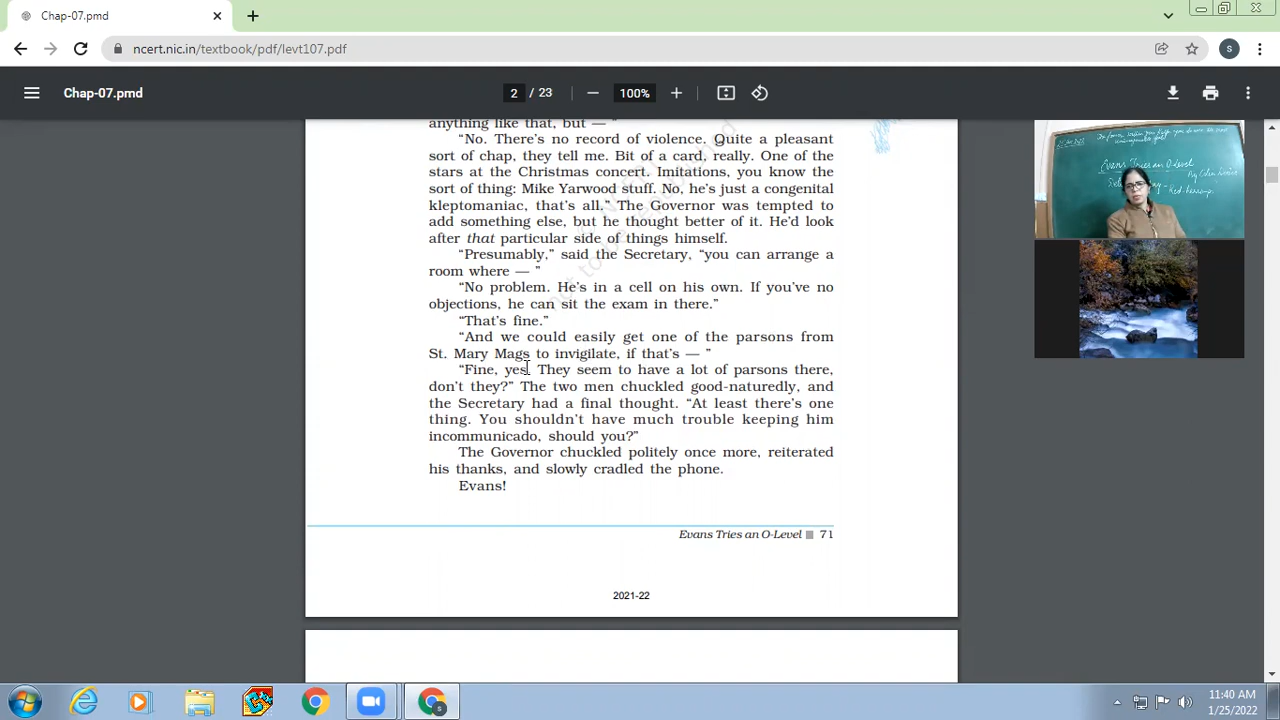 Chap-07.pmd
ncert.nic.in/textbook/pdf/levt107.pdf
S
Chap-07.pmd
2 / 23
100%
anything like that, but — ”
“No. There’s no record of violence. Quite a pleasant
sort of chap, they tell me. Bit of a card, really. One of the
stars at the Christmas concert. Imitations, you know the
sort of thing: Mike Yarwood stuff. No, he’s just a congenital
kleptomaniac, that’s all.” The Governor was tempted to
add something else, but he thought better of it. He’d look
after that particular side of things himself.
“Presumably,” said the Secretary, “you can arrange a
room where — ”
“No problem. He’s in a cell on his own. If you’ve no
objections, he can sit the exam in there.”
“That’s fine.”
“And we could easily get one of the parsons from
St. Mary Mags to invigilate, if that’s — ”
“Fine, yes. They seem to have a lot of parsons there,
don’t they?” The two men chuckled good-naturedly, and
the Secretary had a final thought. “At least there’s one
thing. You shouldn’t have much trouble keeping him
incommunicado, should you?”
The Governor chuckled politely once more, reiterated
his thanks, and slowly cradled the phone.
Evans!
Evans Tries an O-Level 71
2021-22
Evans Tries an O-Level
11:40 AM
1/25/2022